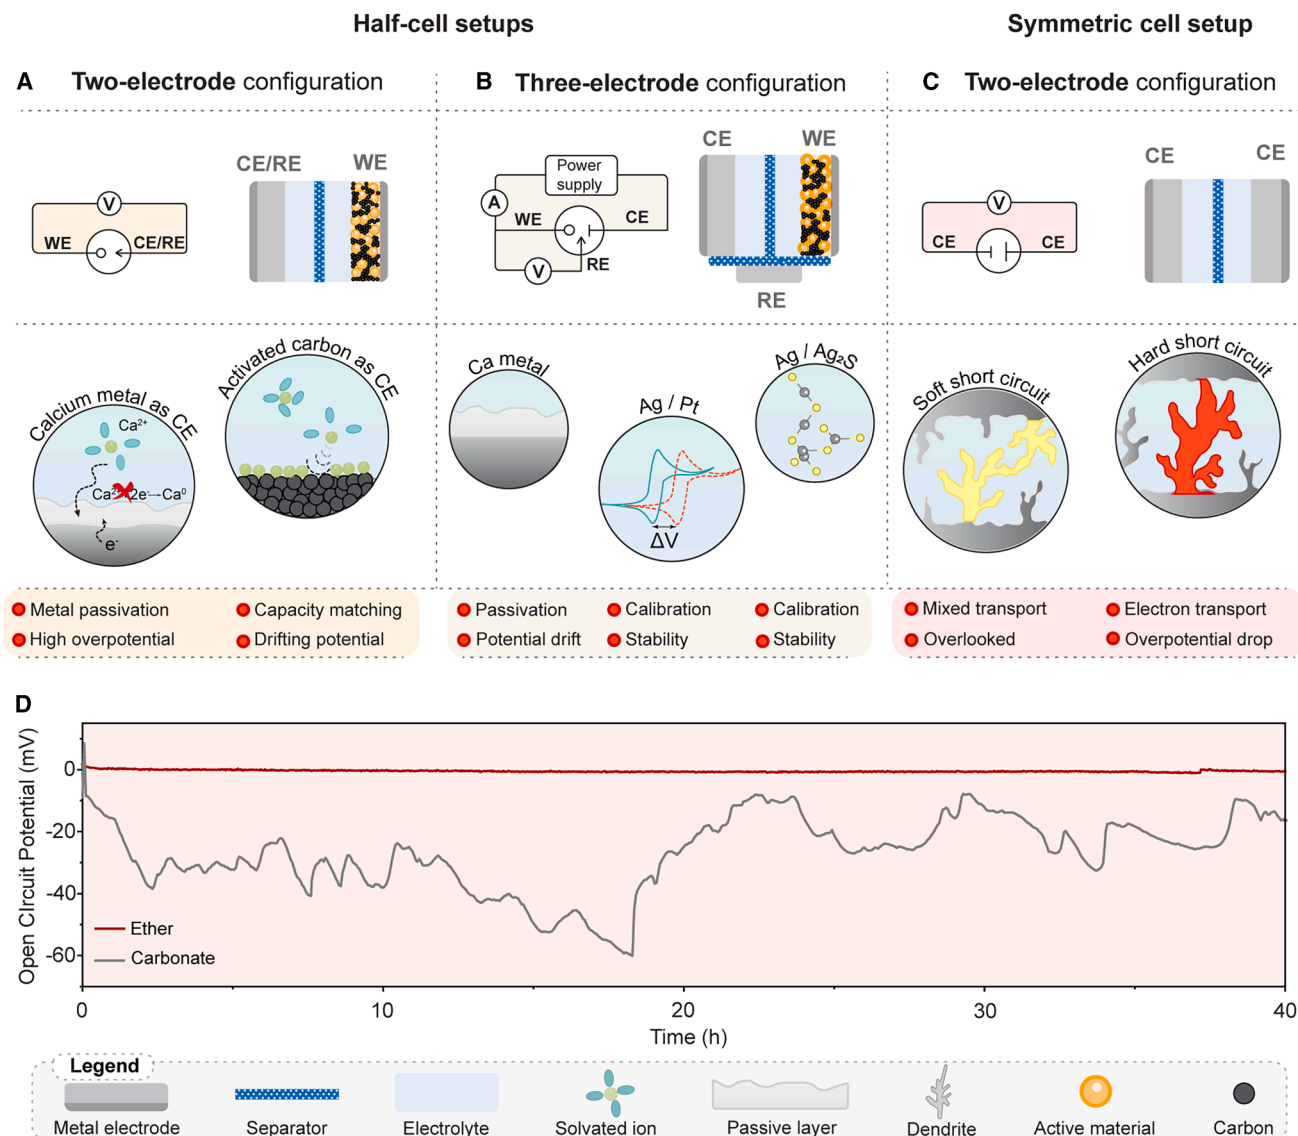 Half-cell setups
Symmetric cell setup
A
Two-electrode configuration
B
Three-electrode configuration
C
Two-electrode configuration
CE/RE
WE
V
WE
CE/RE
Power
supply
A
WE
CE
V
RE
CE
WE
RE
V
CE
CE
CE
CE
Calcium metal as CE
Ca²⁺
Ca²⁺2e⁻→Ca⁰
e⁻
Activated carbon as CE
Ca metal
Ag / Pt
ΔV
Ag / Ag₂S
Soft short circuit
Hard short circuit
Metal passivation
High overpotential
Capacity matching
Drifting potential
Passivation
Potential drift
Calibration
Stability
Calibration
Stability
Mixed transport
Overlooked
Electron transport
Overpotential drop
D
Open CIrcuit Potential (mV)
0
-20
-40
-60
Ether
Carbonate
0
10
20
30
40
Time (h)
Legend
Metal electrode
Separator
Electrolyte
Solvated ion
Passive layer
Dendrite
Active material
Carbon